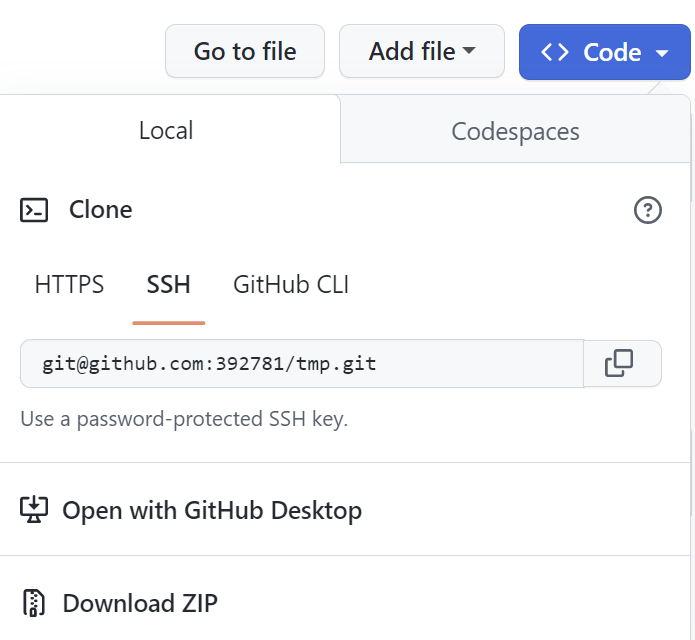 Go to file Add file Code
Local Codespaces
Clone
HTTPS SSH GitHub CLI
git@github.com:392781/tmp.git
Use a password-protected SSH key.
Open with GitHub Desktop
Download ZIP